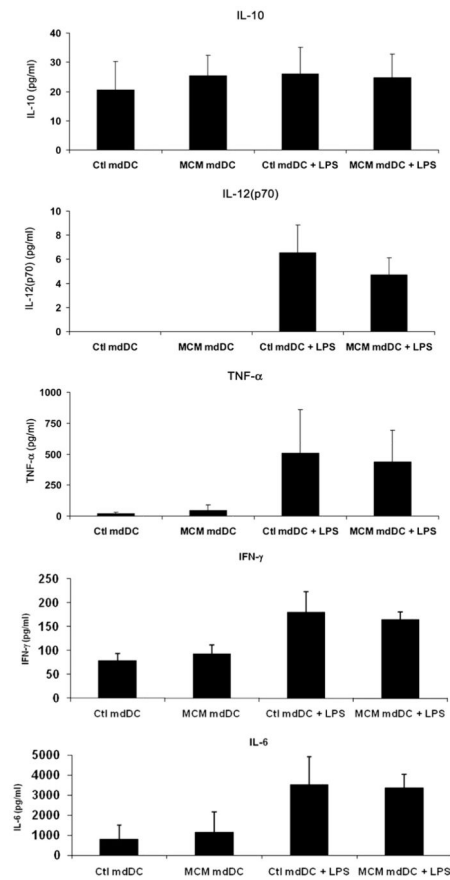 IL-10
IL-10 (pg/ml)
40
30
20
10
0
Ctl mdDC MCM mdDC Ctl mdDC + LPS MCM mdDC + LPS
IL-12(p70)
IL-12(p70) (pg/ml)
10
8
6
4
2
0
Ctl mdDC MCM mdDC Ctl mdDC + LPS MCM mdDC + LPS
TNF-α
TNF-α (pg/ml)
1000
750
500
250
0
Ctl mdDC MCM mdDC Ctl mdDC + LPS MCM mdDC + LPS
IFN-γ
IFN-γ (pg/ml)
250
200
150
100
50
0
Ctl mdDC MCM mdDC Ctl mdDC + LPS MCM mdDC + LPS
IL-6
IL-6 (pg/ml)
5000
4000
3000
2000
1000
0
Ctl mdDC MCM mdDC Ctl mdDC + LPS MCM mdDC + LPS